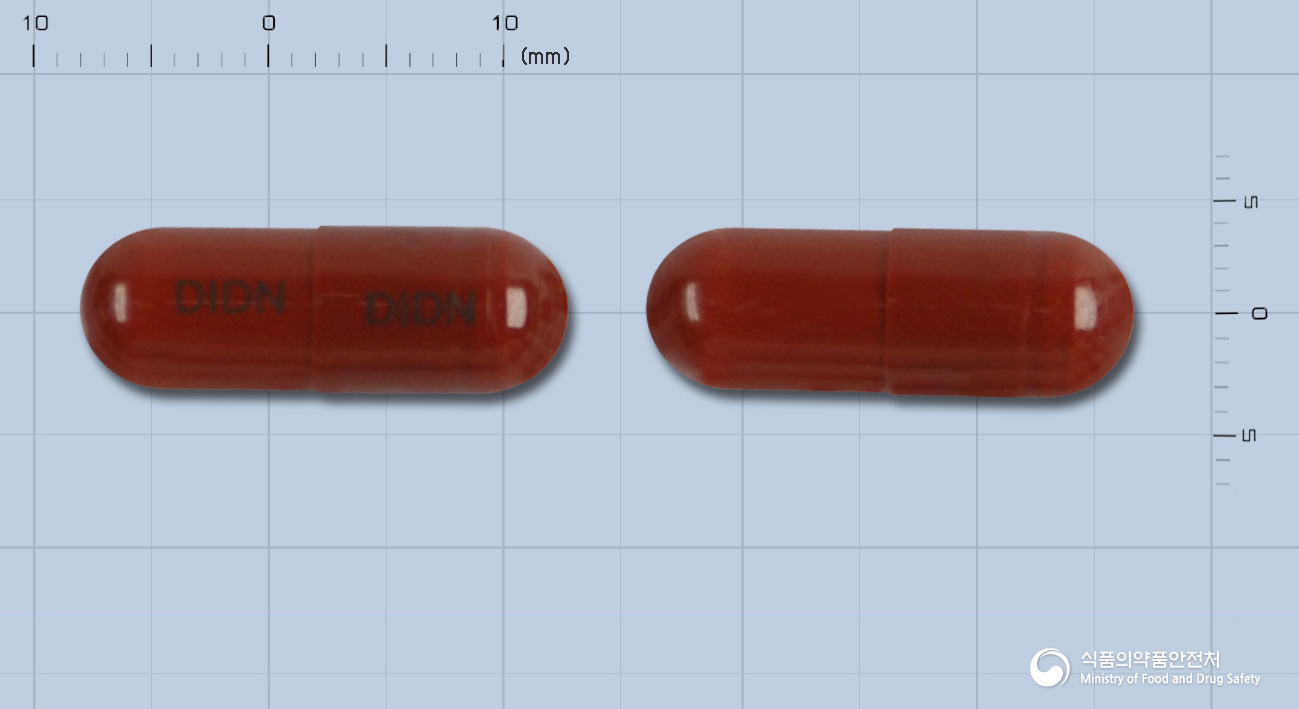 10 0 10
(mm)
DIDN DIDN
5
0
5
식품의약품안전처
Ministry of Food and Drug Safety